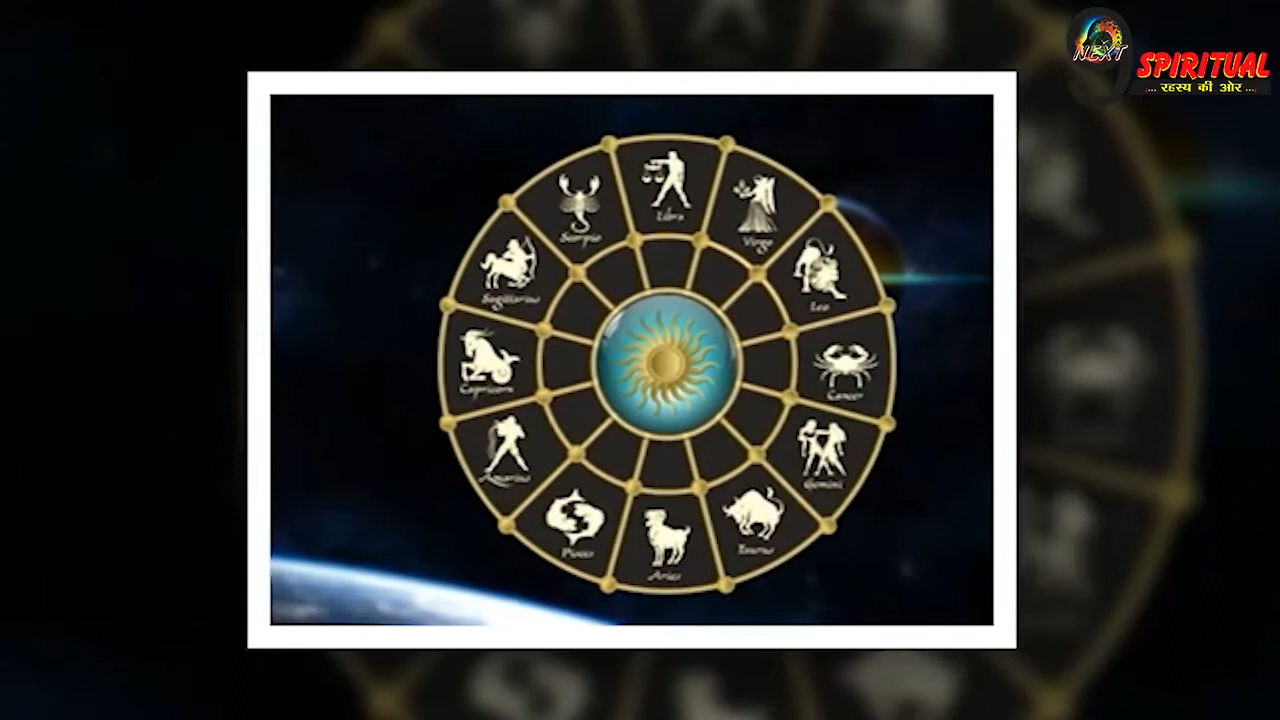 NEXT
SPIRITUAL
... रहस्य की ओर ...
Libra
Scorpio
Virgo
Sagittarius
Leo
Capricorn
Cancer
Aquarius
Gemini
Pisces
Taurus
Aries